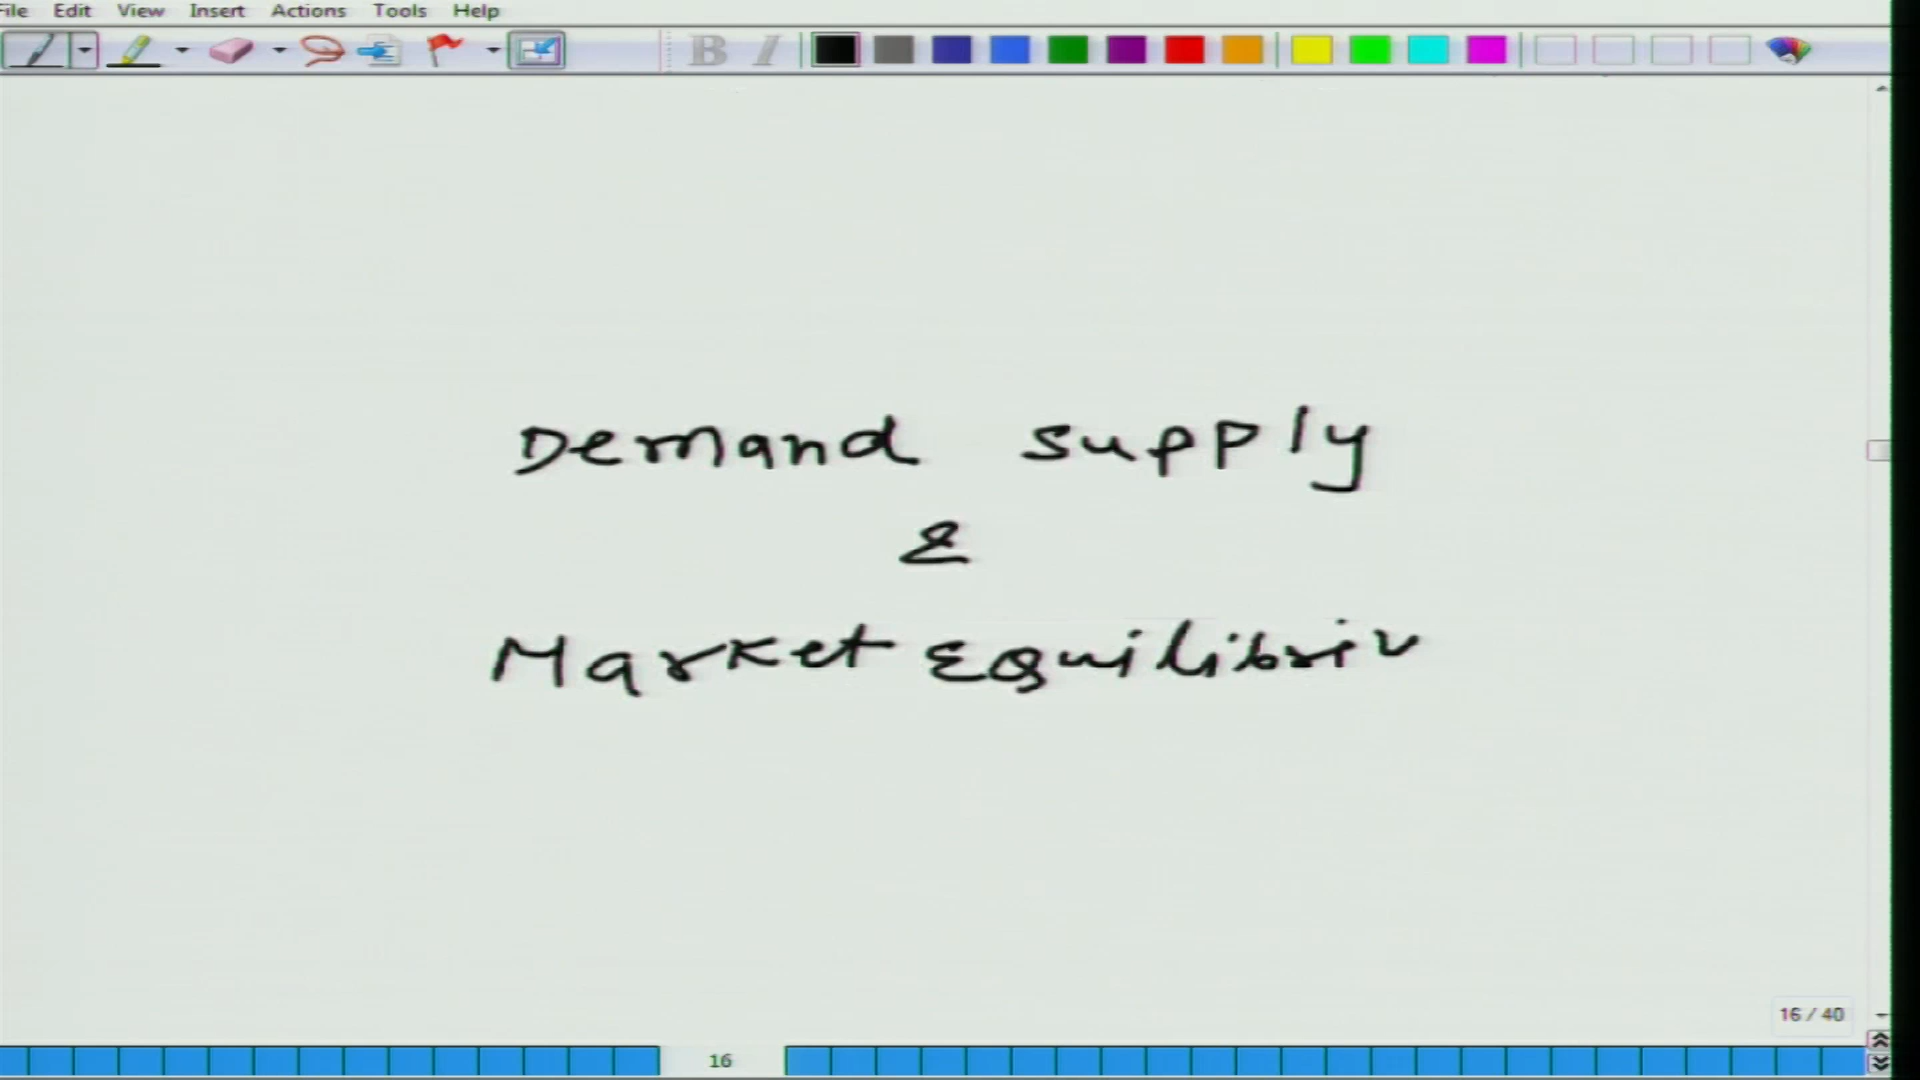 File Edit View Insert Actions Tools Help
B I
Demand supply
&
Market Equilibriu
16 / 40
16